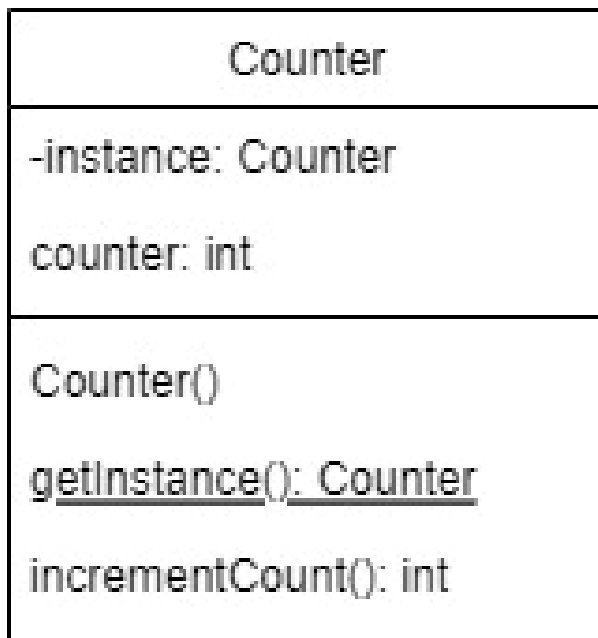 Counter
-instance: Counter
counter: int
Counter()
getInstance(): Counter
incrementCount(): int